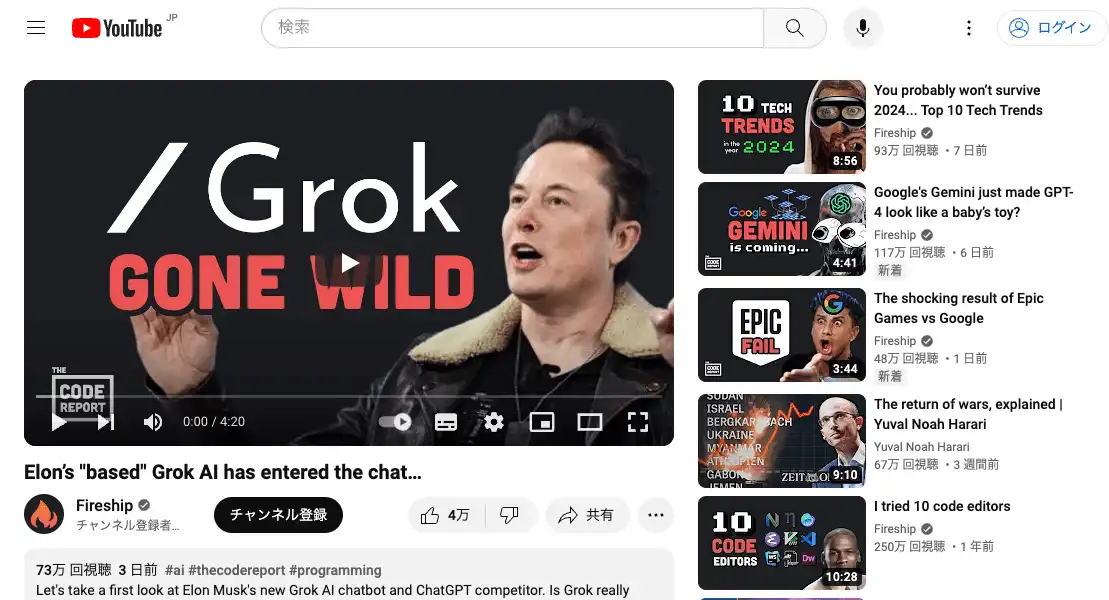 YouTube JP
検索
ログイン
/Grok
GONE WILD
THE
CODE
REPORT
0:00 / 4:20
Elon’s "based" Grok AI has entered the chat…
Fireship
チャンネル登録者...
チャンネル登録
4万
共有
73万 回視聴 3 日前 #ai #thecodereport #programming
Let's take a first look at Elon Musk's new Grok AI chatbot and ChatGPT competitor. Is Grok really
10 TECH
TRENDS
in the year 2024
8:56
You probably won’t survive
2024... Top 10 Tech Trends
Fireship
93万 回視聴 ・7 日前
Google
GEMINI
is coming...
THE
CODE
REPORT
4:41
Google's Gemini just made GPT-
4 look like a baby’s toy?
Fireship
117万 回視聴 ・6 日前
新着
EPIC
FAIL
THE
CODE
REPORT
3:44
The shocking result of Epic
Games vs Google
Fireship
48万 回視聴 ・1 日前
新着
SUDAN
ISRAEL
BERGKARABACH
UKRAINE
MYANMAR
ÄTHIOPIEN
GABON
JEMEN
9:10
The return of wars, explained |
Yuval Noah Harari
Yuval Noah Harari
67万 回視聴 ・3 週間前
10
CODE
EDITORS
WS
Dw
10:28
I tried 10 code editors
Fireship
250万 回視聴 ・1 年前